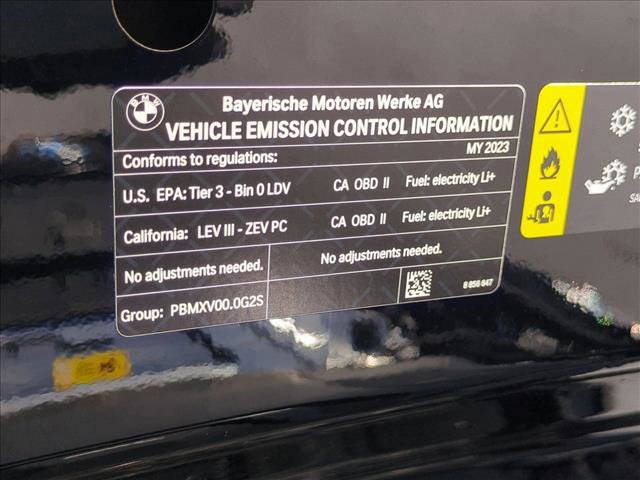 BMW
Bayerische Motoren Werke AG
VEHICLE EMISSION CONTROL INFORMATION
Conforms to regulations: MY 2023
U.S. EPA: Tier 3 - Bin 0 LDV CA OBD II Fuel: electricity Li+
California: LEV III - ZEV PC CA OBD II Fuel: electricity Li+
No adjustments needed. No adjustments needed.
Group: PBMXV00.0G2S 8 856 647